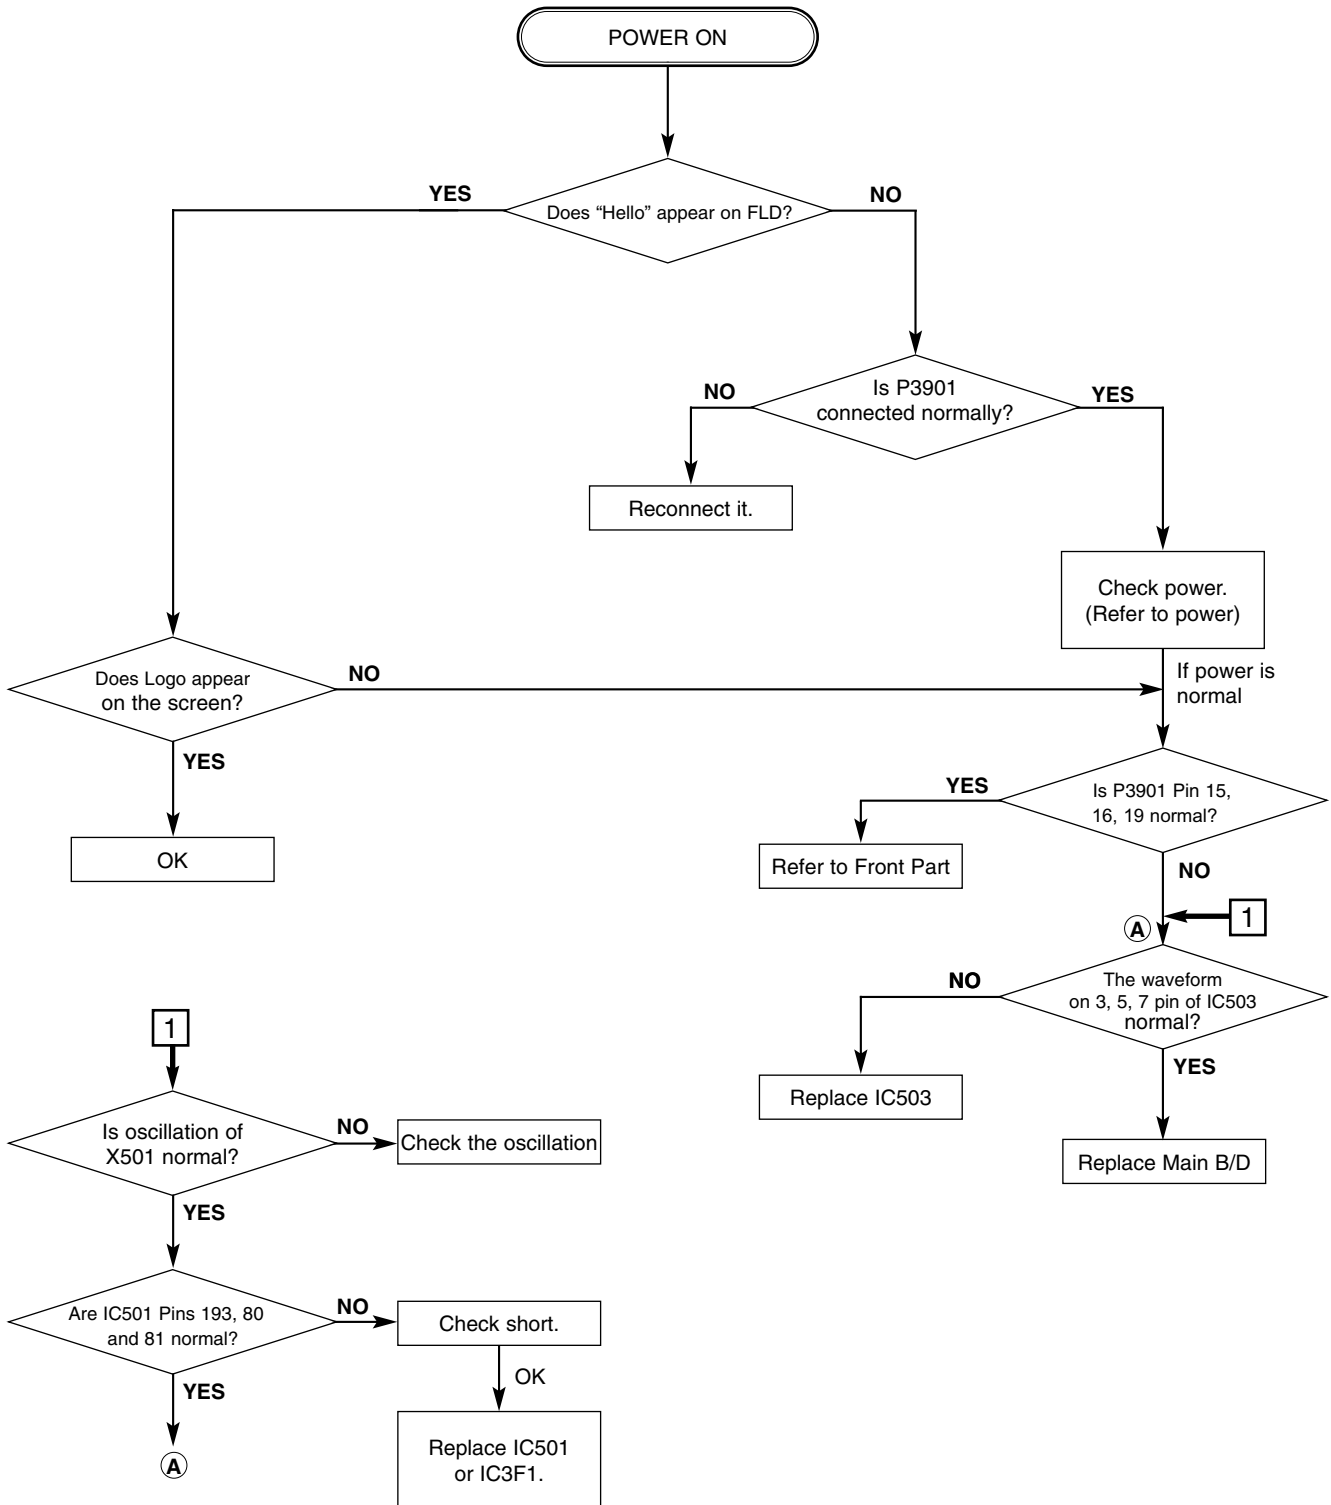 POWER ON
YES
NO
Does “Hello” appear on FLD?
NO
Is P3901
connected normally?
YES
Reconnect it.
Check power.
(Refer to power)
If power is
normal
Does Logo appear
on the screen?
NO
YES
OK
YES
Is P3901 Pin 15,
16, 19 normal?
Refer to Front Part
NO
1
A
NO
The waveform
on 3, 5, 7 pin of IC503
normal?
YES
Replace IC503
Replace Main B/D
1
Is oscillation of
X501 normal?
NO
Check the oscillation
YES
Are IC501 Pins 193, 80
and 81 normal?
NO
Check short.
OK
YES
Replace IC501
or IC3F1.
A